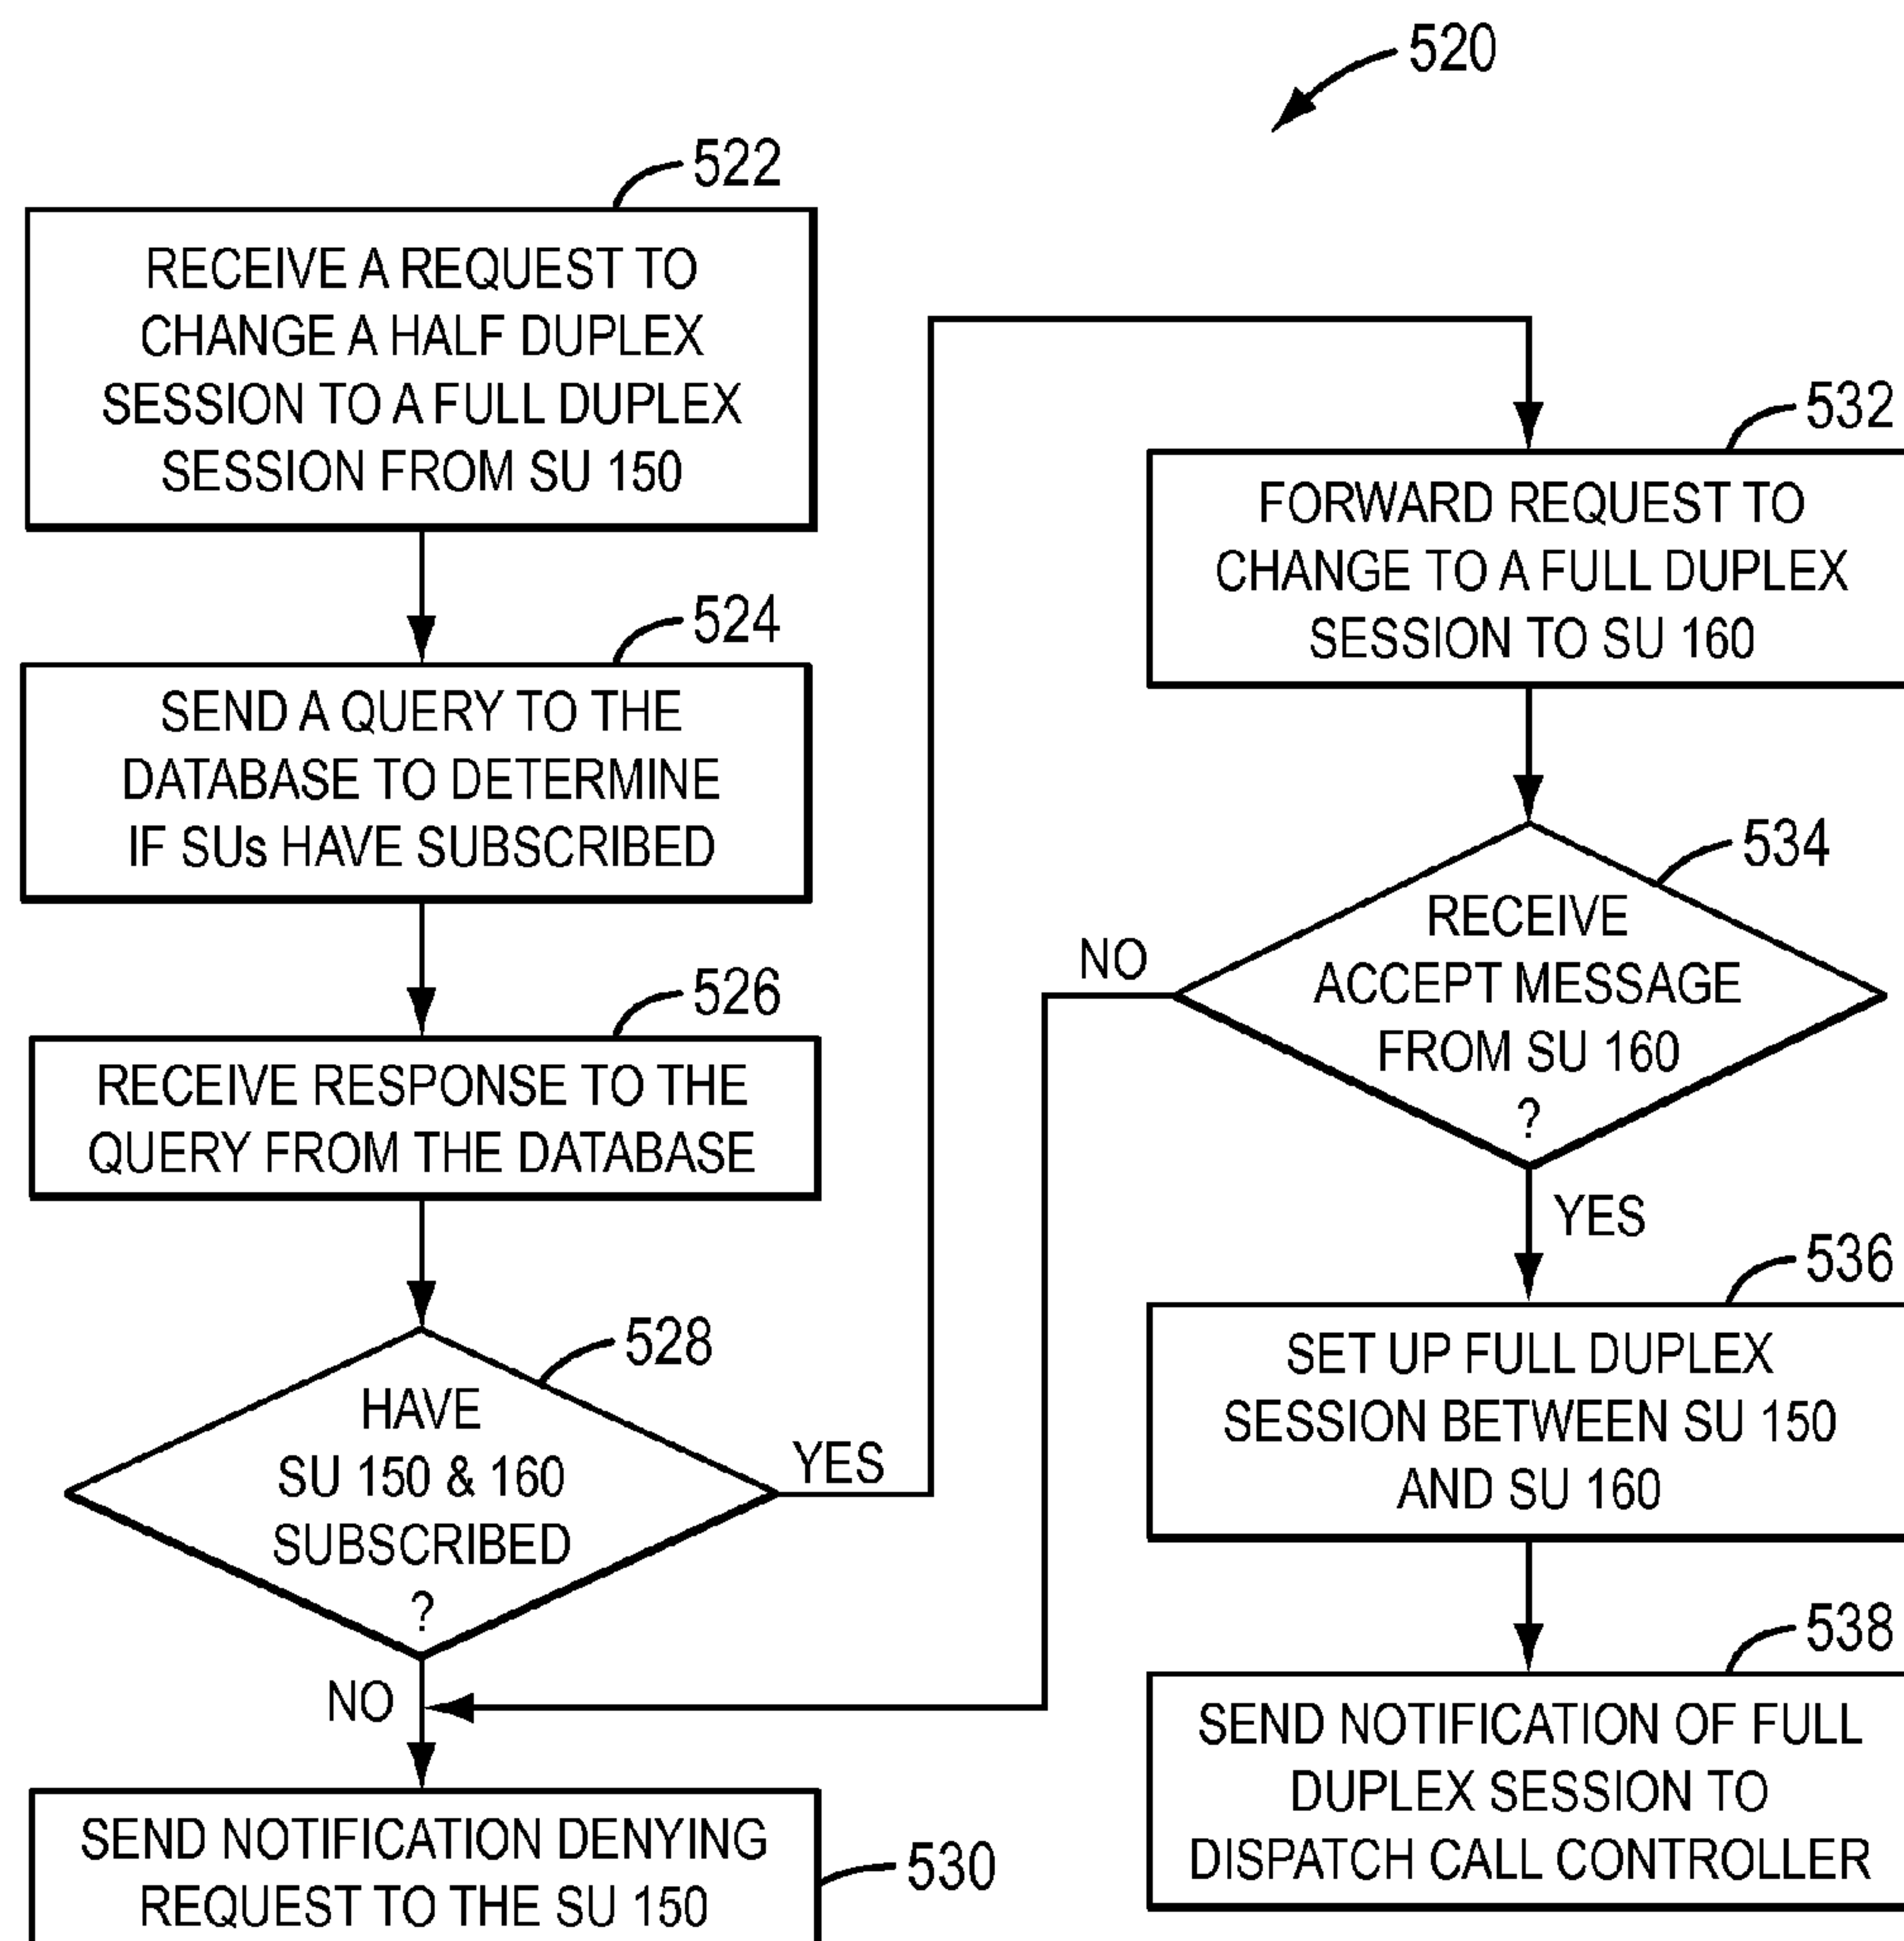 520
522
RECEIVE A REQUEST TO
CHANGE A HALF DUPLEX
SESSION TO A FULL DUPLEX
SESSION FROM SU 150
524
SEND A QUERY TO THE
DATABASE TO DETERMINE
IF SUs HAVE SUBSCRIBED
526
RECEIVE RESPONSE TO THE
QUERY FROM THE DATABASE
528
HAVE
SU 150 & 160
SUBSCRIBED
?
YES
NO
SEND NOTIFICATION DENYING
REQUEST TO THE SU 150
530
532
FORWARD REQUEST TO
CHANGE TO A FULL DUPLEX
SESSION TO SU 160
534
RECEIVE
ACCEPT MESSAGE
FROM SU 160
?
NO
YES
536
SET UP FULL DUPLEX
SESSION BETWEEN SU 150
AND SU 160
538
SEND NOTIFICATION OF FULL
DUPLEX SESSION TO
DISPATCH CALL CONTROLLER